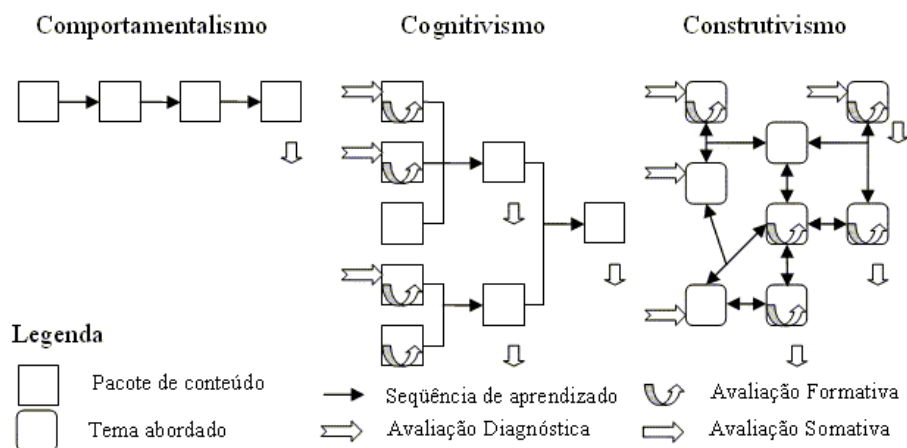 Comportamentalismo
Cognitivismo
Construtivismo
Legenda
Pacote de conteúdo
Tema abordado
Seqüência de aprendizado
Avaliação Diagnóstica
Avaliação Formativa
Avaliação Somativa